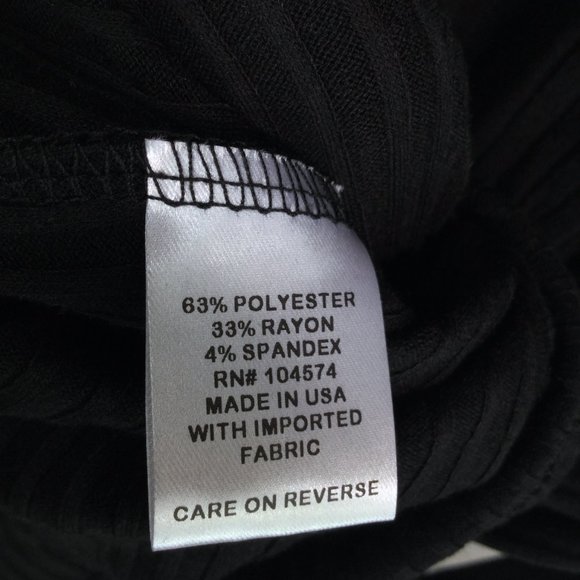 63% POLYESTER
33% RAYON
4% SPANDEX
RN# 104574
MADE IN USA
WITH IMPORTED
FABRIC
CARE ON REVERSE